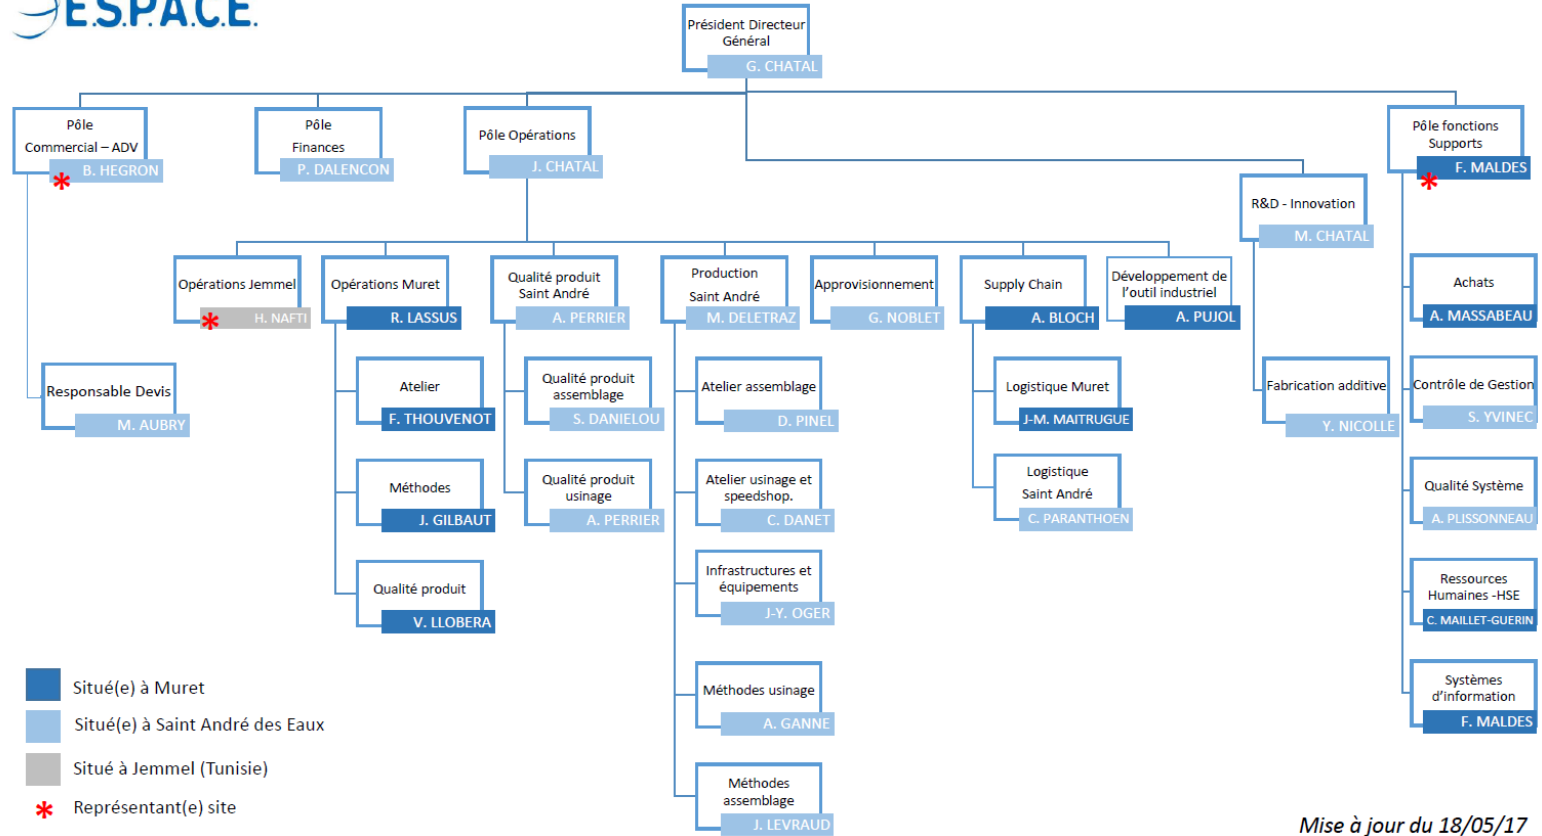 E.S.P.A.C.E.
Président Directeur
Général
G. CHATAL
Pôle
Commercial – ADV
B. HEGRON
*
Pôle
Finances
P. DALENCON
Pôle Opérations
J. CHATAL
Pôle fonctions
Supports
F. MALDES
*
R&D - Innovation
M. CHATAL
Opérations Jemmel
H. NAFTI
*
Opérations Muret
R. LASSUS
Qualité produit
Saint André
A. PERRIER
Production
Saint André
M. DELETRAZ
Approvisionnement
G. NOBLET
Supply Chain
A. BLOCH
Développement de
l'outil industriel
A. PUJOL
Achats
A. MASSABEAU
Responsable Devis
M. AUBRY
Atelier
F. THOUVENOT
Qualité produit
assemblage
S. DANIELOU
Atelier assemblage
D. PINEL
Logistique Muret
J-M. MAITRUGUE
Fabrication additive
Y. NICOLLE
Contrôle de Gestion
S. YVINEC
Méthodes
J. GILBAUT
Qualité produit
usinage
A. PERRIER
Atelier usinage et
speedshop.
C. DANET
Logistique
Saint André
C. PARANTHOEN
Qualité Système
A. PLISSONNEAU
Qualité produit
V. LLOBERA
Infrastructures et
équipements
J-Y. OGER
Ressources
Humaines -HSE
C. MAILLET-GUERIN
Méthodes usinage
A. GANNE
Systèmes
d'information
F. MALDES
Méthodes
assemblage
J. LEVRAUD
Situé(e) à Muret
Situé(e) à Saint André des Eaux
Situé à Jemmel (Tunisie)
* Représentant(e) site
Mise à jour du 18/05/17